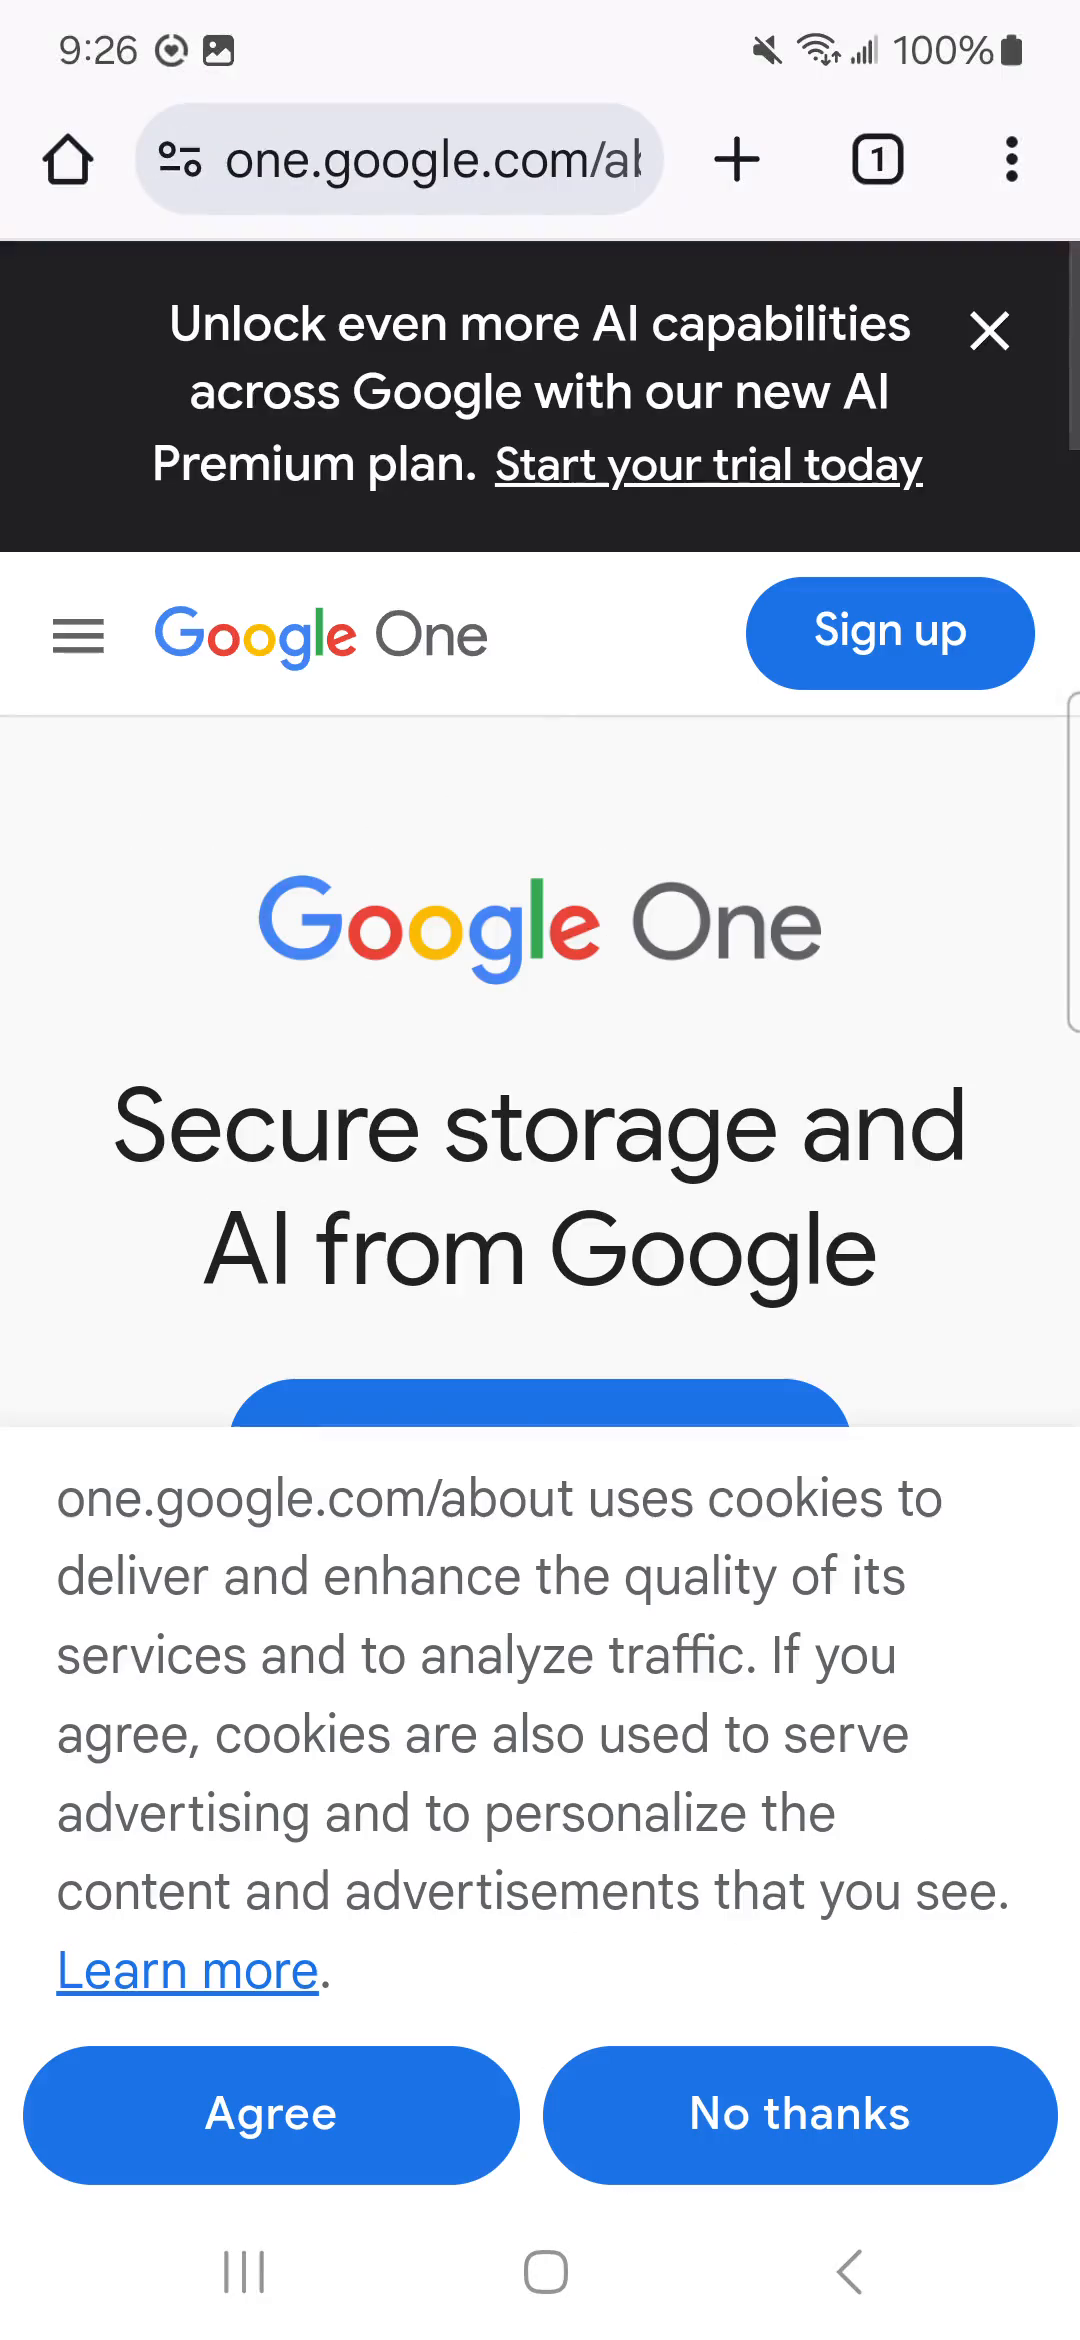 9:26
100%
one.google.com/ab
1
Unlock even more AI capabilities
across Google with our new AI
Premium plan. Start your trial today
Google One
Sign up
Google One
Secure storage and
AI from Google
one.google.com/about uses cookies to
deliver and enhance the quality of its
services and to analyze traffic. If you
agree, cookies are also used to serve
advertising and to personalize the
content and advertisements that you see.
Learn more.
Agree
No thanks